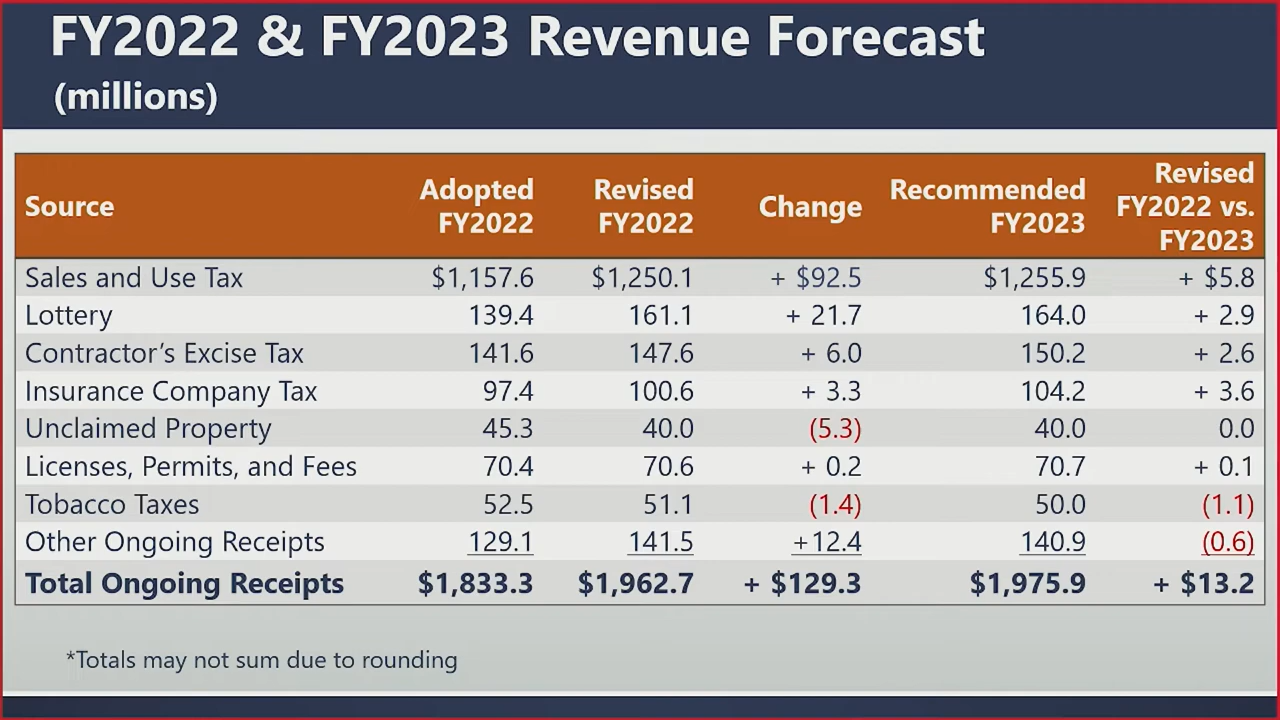 FY2022 & FY2023 Revenue Forecast
(millions)
Source Adopted FY2022 Revised FY2022 Change Recommended FY2023 Revised FY2022 vs. FY2023
Sales and Use Tax $1,157.6 $1,250.1 + $92.5 $1,255.9 + $5.8
Lottery 139.4 161.1 + 21.7 164.0 + 2.9
Contractor’s Excise Tax 141.6 147.6 + 6.0 150.2 + 2.6
Insurance Company Tax 97.4 100.6 + 3.3 104.2 + 3.6
Unclaimed Property 45.3 40.0 (5.3) 40.0 0.0
Licenses, Permits, and Fees 70.4 70.6 + 0.2 70.7 + 0.1
Tobacco Taxes 52.5 51.1 (1.4) 50.0 (1.1)
Other Ongoing Receipts 129.1 141.5 +12.4 140.9 (0.6)
Total Ongoing Receipts $1,833.3 $1,962.7 + $129.3 $1,975.9 + $13.2
*Totals may not sum due to rounding